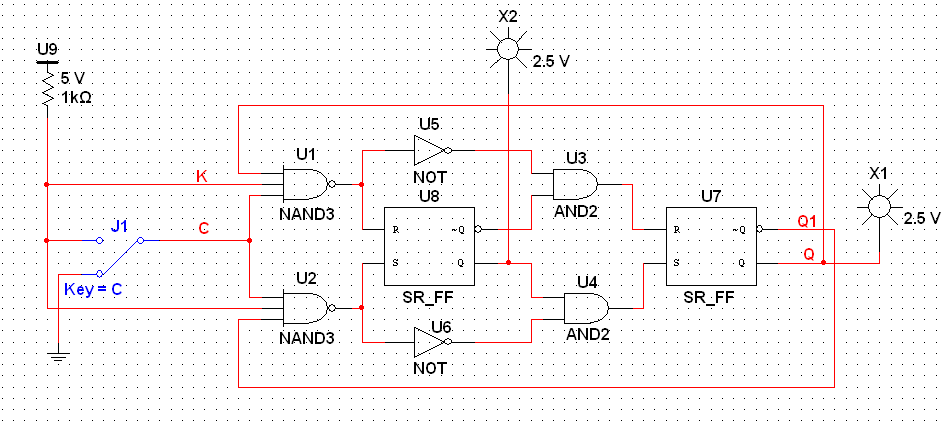 X2
2.5 V
U9
5 V
1kΩ
U5
NOT
U1
NAND3
K
U3
AND2
X1
2.5 V
U8
R
~Q
S
Q
SR_FF
U7
R
~Q
S
Q
SR_FF
Q1
Q
J1
C
Key = C
U2
NAND3
U4
AND2
U6
NOT